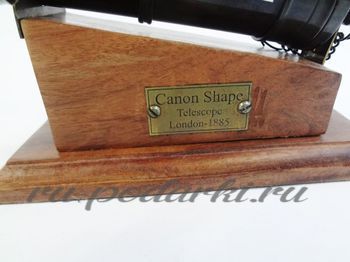 Canon Shape
Telescope
London-1885
ru.podarki.ru